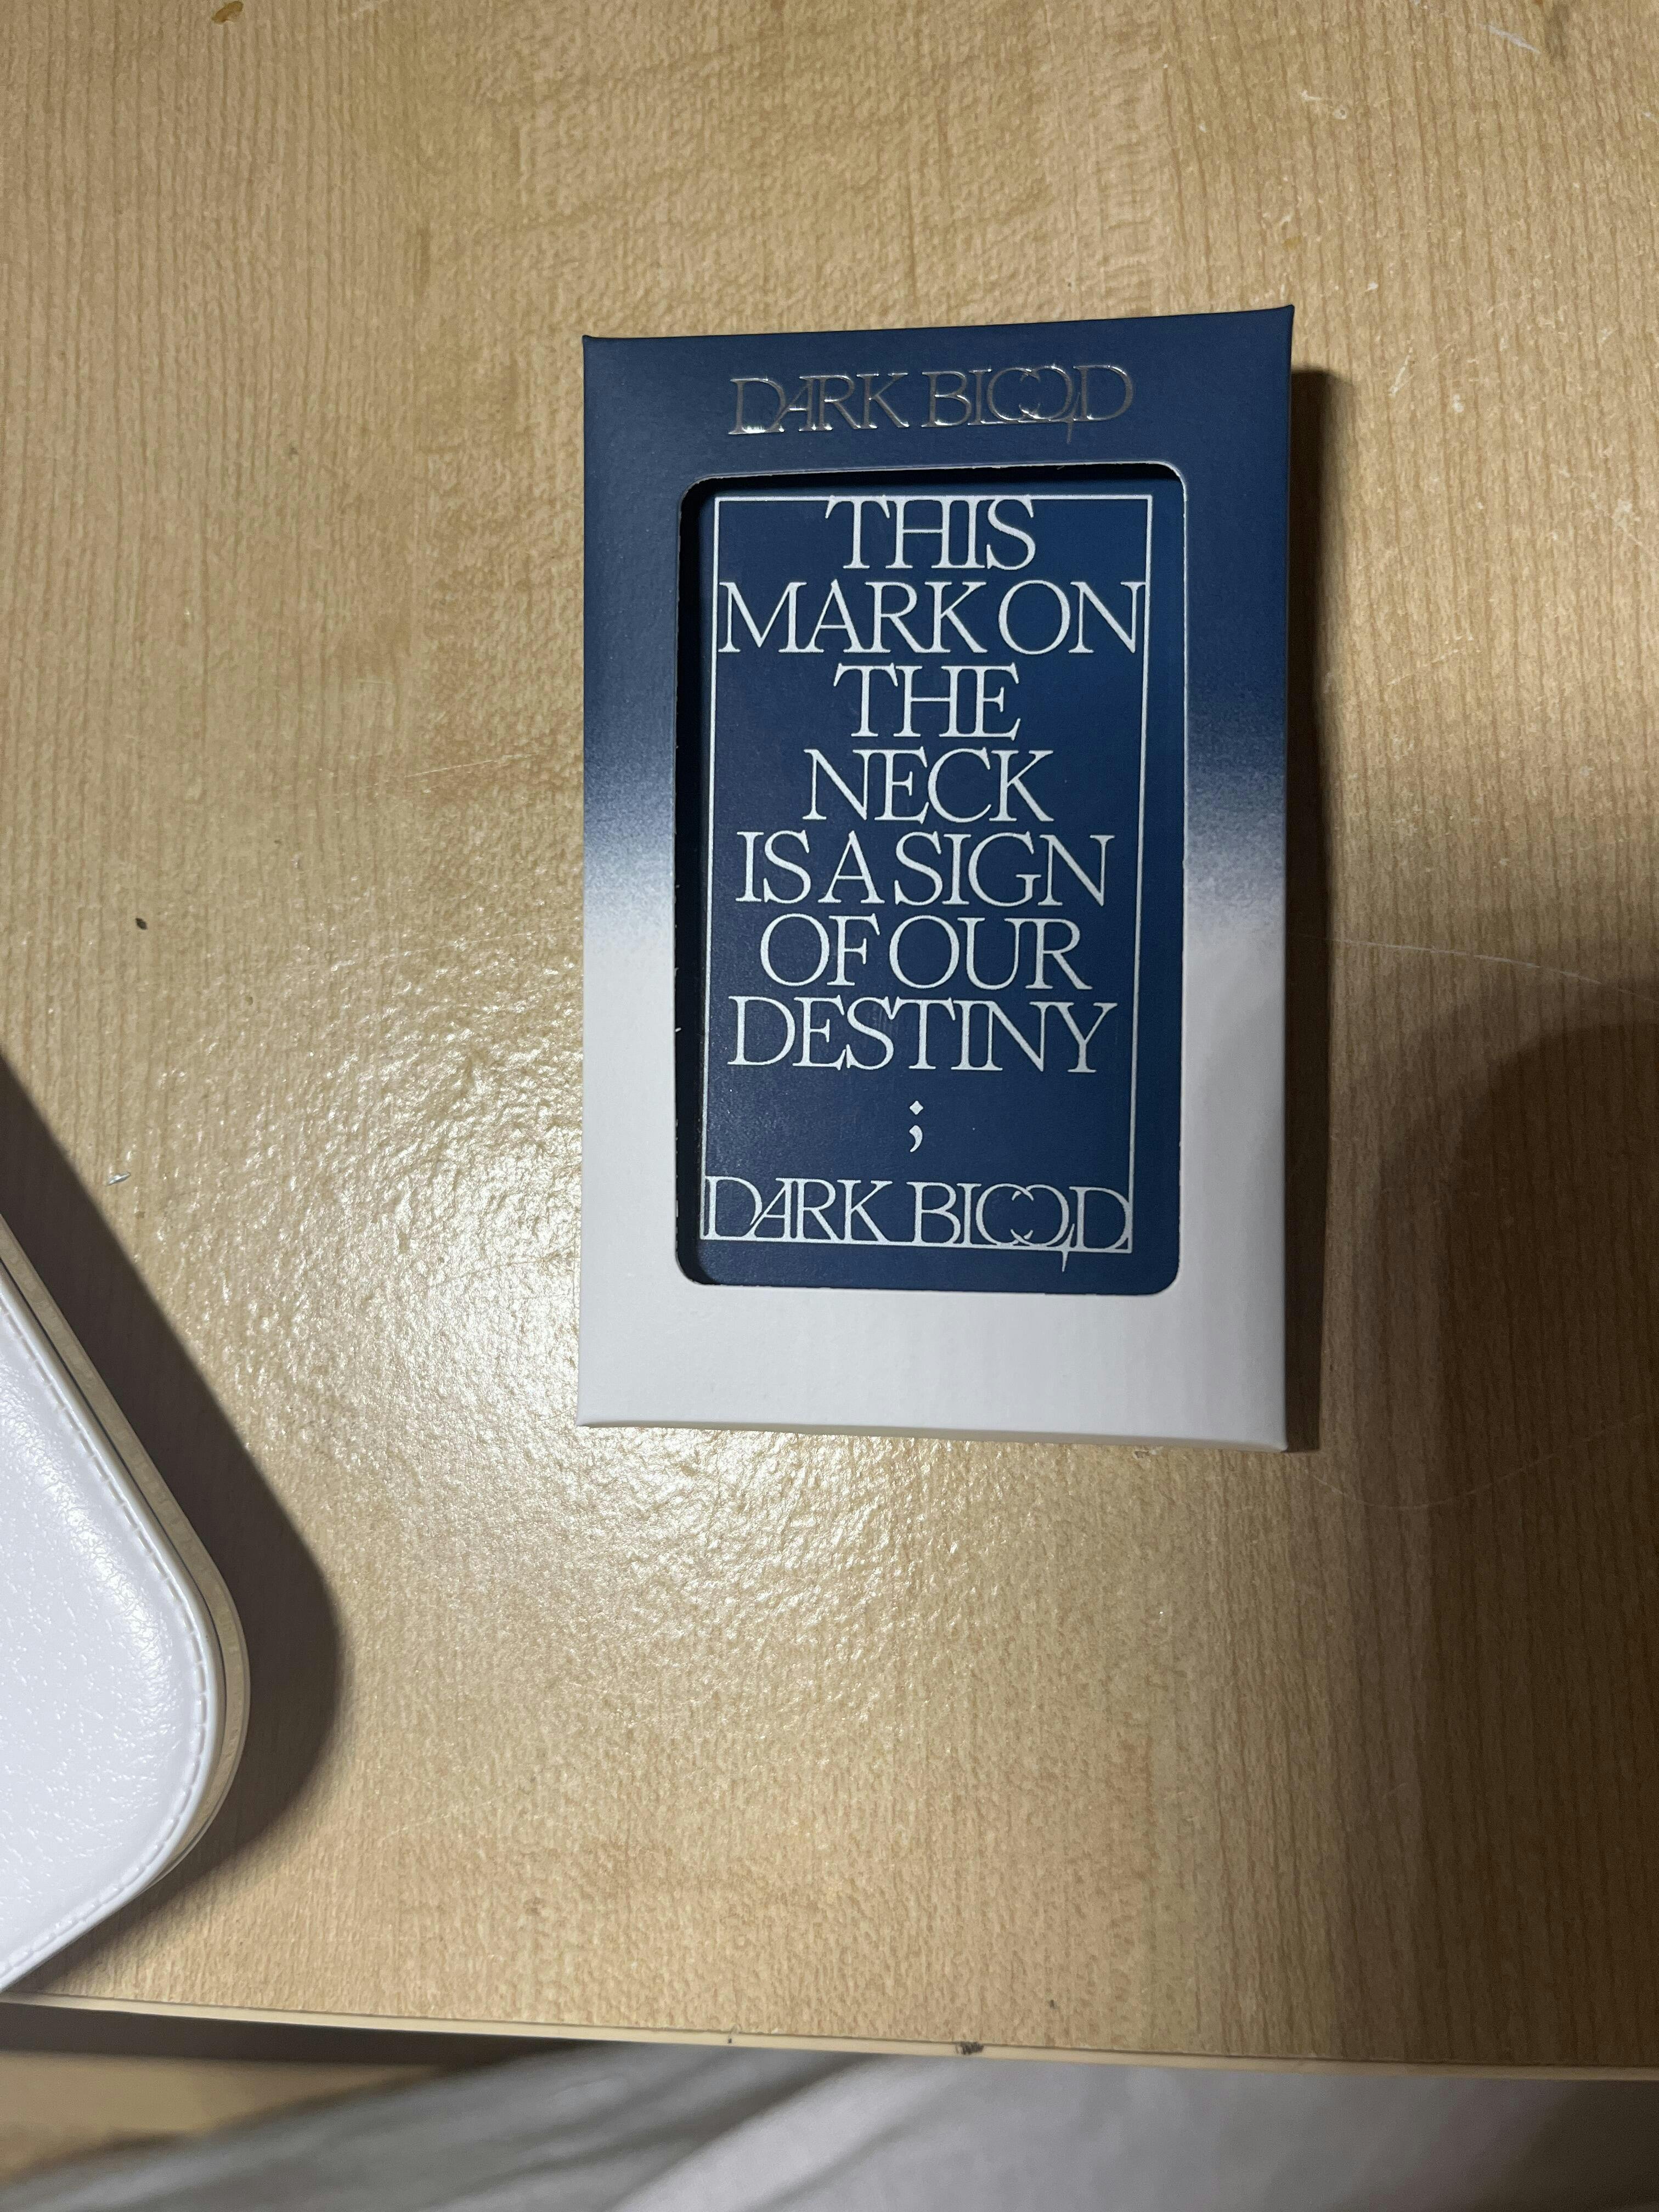 DARK BLOOD
THIS
MARK ON
THE
NECK
IS A SIGN
OF OUR
DESTINY
;
DARK BLOOD